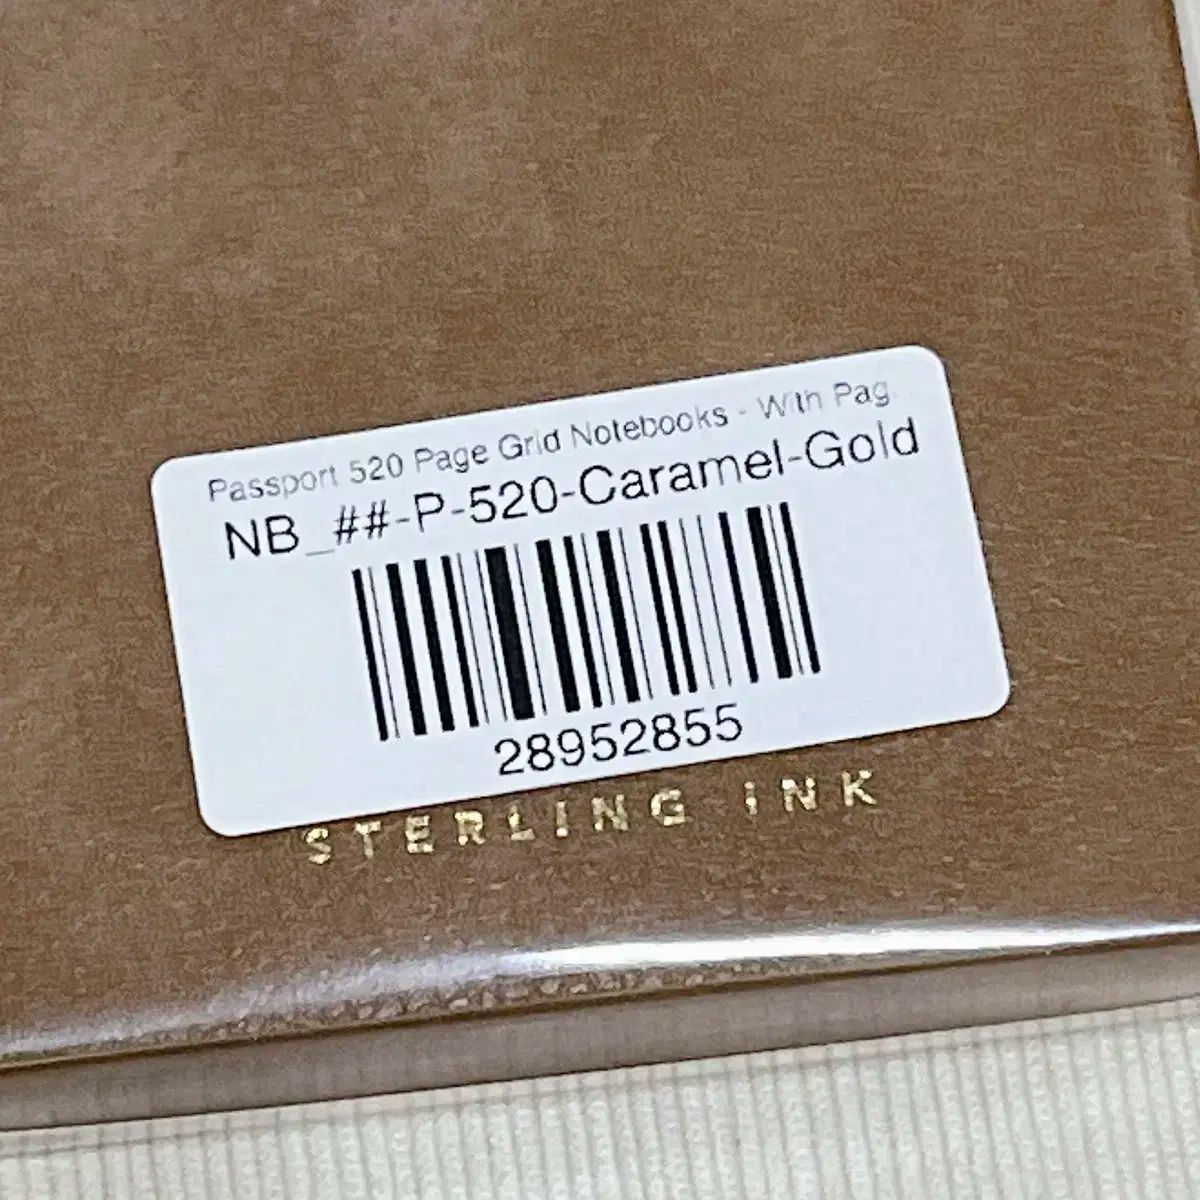 Passport 520 Page Grid Notebooks - With Pag
NB_##-P-520-Caramel-Gold
28952855
STERLING INK